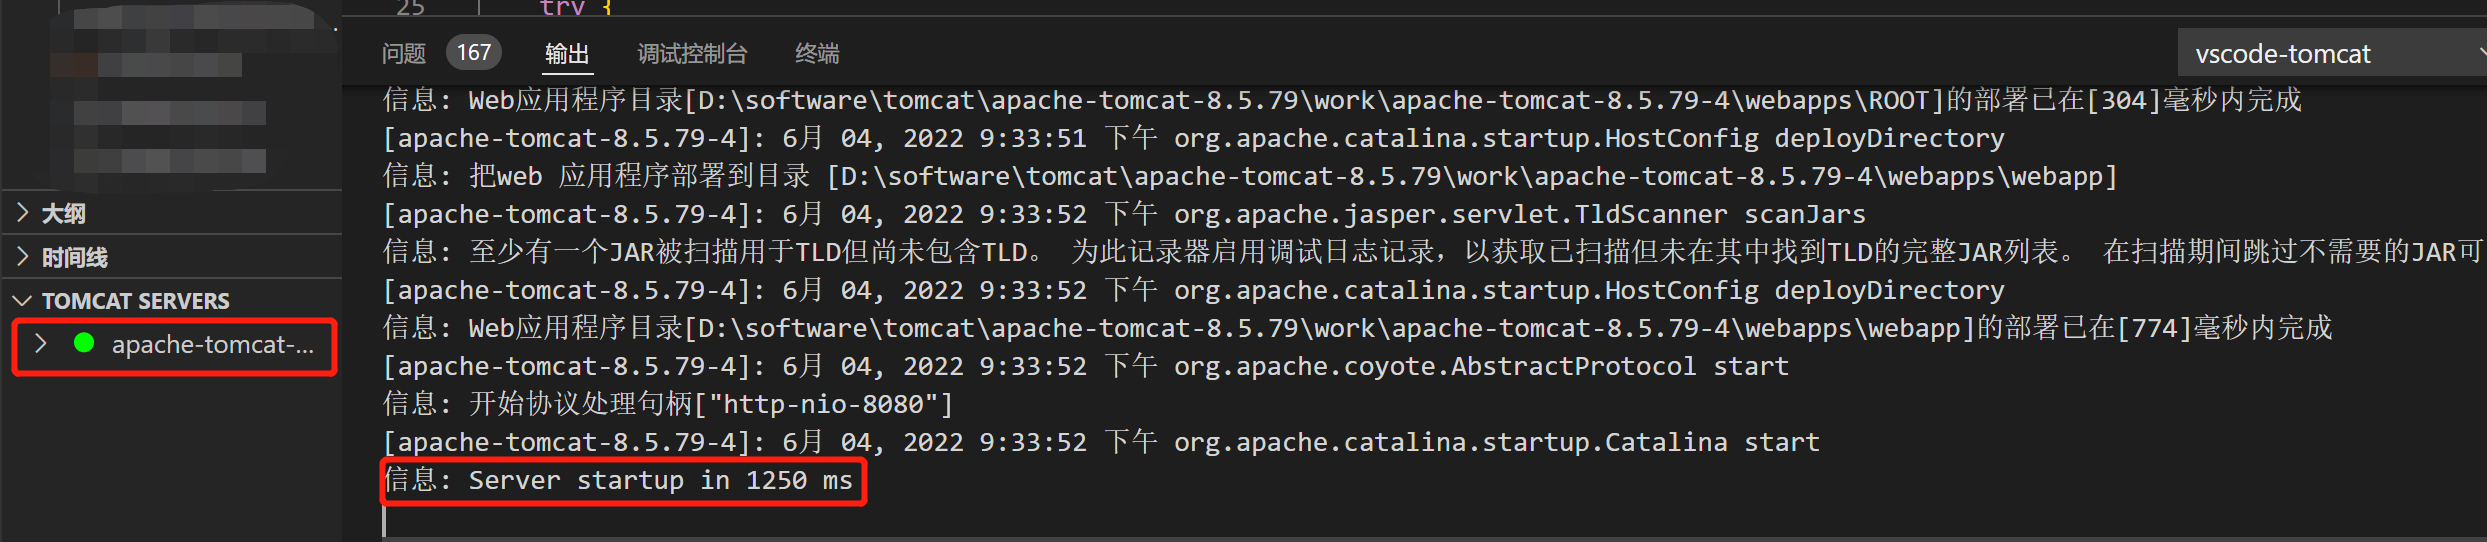 25 try {
问题 167 输出 调试控制台 终端 vscode-tomcat
信息: Web应用程序目录[D:\software\tomcat\apache-tomcat-8.5.79\work\apache-tomcat-8.5.79-4\webapps\ROOT]的部署已在[304]毫秒内完成
[apache-tomcat-8.5.79-4]: 6月 04, 2022 9:33:51 下午 org.apache.catalina.startup.HostConfig deployDirectory
信息: 把web 应用程序部署到目录 [D:\software\tomcat\apache-tomcat-8.5.79\work\apache-tomcat-8.5.79-4\webapps\webapp]
[apache-tomcat-8.5.79-4]: 6月 04, 2022 9:33:52 下午 org.apache.jasper.servlet.TldScanner scanJars
信息: 至少有一个JAR被扫描用于TLD但尚未包含TLD。 为此记录器启用调试日志记录，以获取已扫描但未在其中找到TLD的完整JAR列表。 在扫描期间跳过不需要的JAR可
[apache-tomcat-8.5.79-4]: 6月 04, 2022 9:33:52 下午 org.apache.catalina.startup.HostConfig deployDirectory
信息: Web应用程序目录[D:\software\tomcat\apache-tomcat-8.5.79\work\apache-tomcat-8.5.79-4\webapps\webapp]的部署已在[774]毫秒内完成
[apache-tomcat-8.5.79-4]: 6月 04, 2022 9:33:52 下午 org.apache.coyote.AbstractProtocol start
信息: 开始协议处理句柄["http-nio-8080"]
[apache-tomcat-8.5.79-4]: 6月 04, 2022 9:33:52 下午 org.apache.catalina.startup.Catalina start
信息: Server startup in 1250 ms
大纲
时间线
TOMCAT SERVERS
apache-tomcat-...